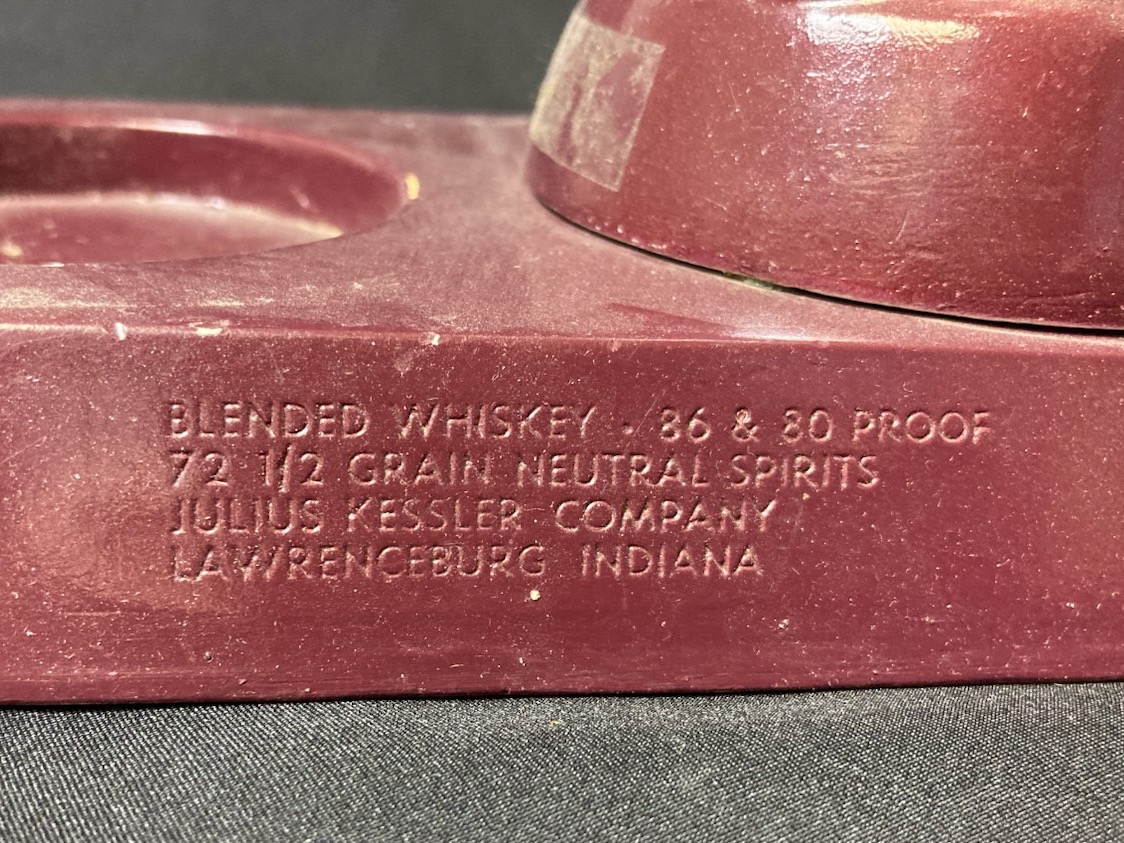 BLENDED WHISKEY . 86 & 80 PROOF
72 1/2 GRAIN NEUTRAL SPIRITS
JULIUS KESSLER COMPANY
LAWRENCEBURG INDIANA